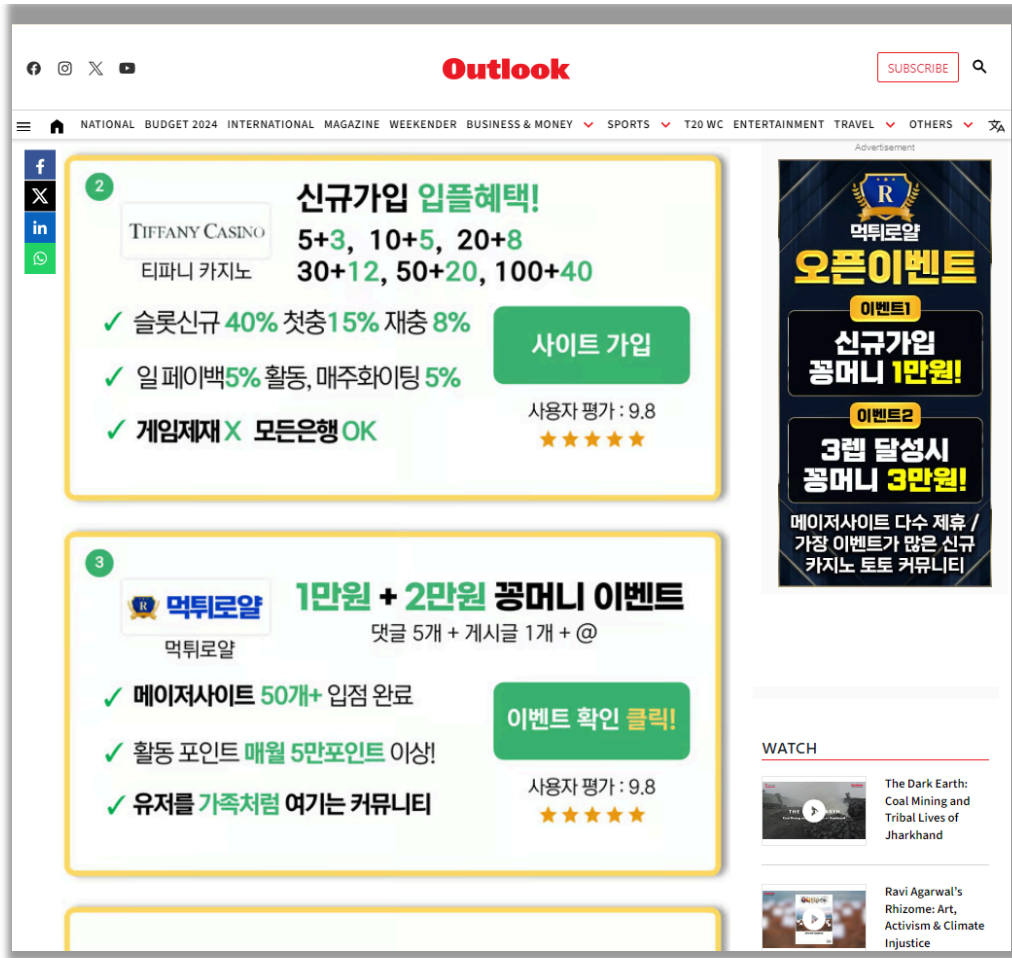 Outlook
SUBSCRIBE
NATIONAL BUDGET 2024 INTERNATIONAL MAGAZINE WEEKENDER BUSINESS & MONEY SPORTS T20 WC ENTERTAINMENT TRAVEL OTHERS
2
TIFFANY CASINO
티파니 카지노
신규가입 입플혜택!
5+3, 10+5, 20+8
30+12, 50+20, 100+40
✓ 슬롯신규 40% 첫충15% 재충 8%
✓ 일 페이백5% 활동, 매주화이팅 5%
✓ 게임제재 X 모든은행 OK
사이트 가입
사용자 평가 : 9.8
3
R 먹튀로얄
먹튀로얄
1만원 + 2만원 꽁머니 이벤트
댓글 5개 + 게시글 1개 + @
✓ 메이저사이트 50개+ 입점 완료
✓ 활동 포인트 매월 5만포인트 이상!
✓ 유저를 가족처럼 여기는 커뮤니티
이벤트 확인 클릭!
사용자 평가 : 9.8
Advertisement
R
먹튀로얄
오픈이벤트
이벤트1
신규가입
꽁머니 1만원!
이벤트2
3렙 달성시
꽁머니 3만원!
메이저사이트 다수 제휴 /
가장 이벤트가 많은 신규
카지노 토토 커뮤니티
WATCH
The Dark Earth:
Coal Mining and
Tribal Lives of
Jharkhand
Ravi Agarwal's
Rhizome: Art,
Activism & Climate
Injustice